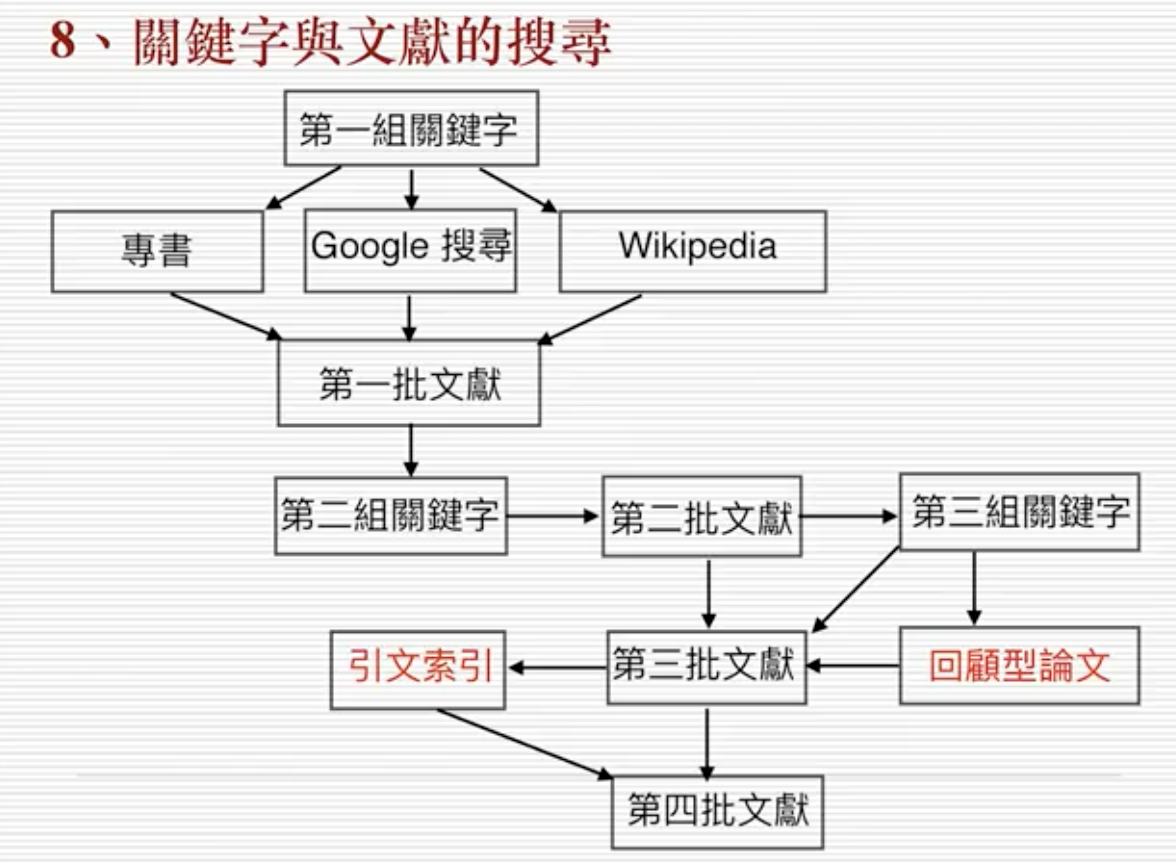 8、關鍵字與文獻的搜尋
第一組關鍵字
專書
Google 搜尋
Wikipedia
第一批文獻
第二組關鍵字
第二批文獻
第三組關鍵字
引文索引
第三批文獻
回顧型論文
第四批文獻